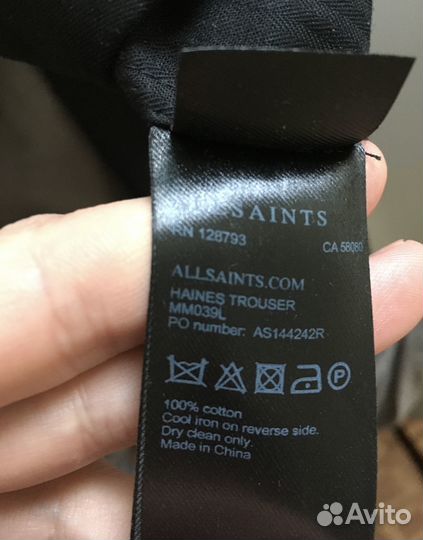 ALLSAINTS
RN 128793 CA 58080
ALLSAINTS.COM
HAINES TROUSER
MM039L
PO number: AS144242R
P
100% cotton
Cool iron on reverse side.
Dry clean only.
Made in China
Avito